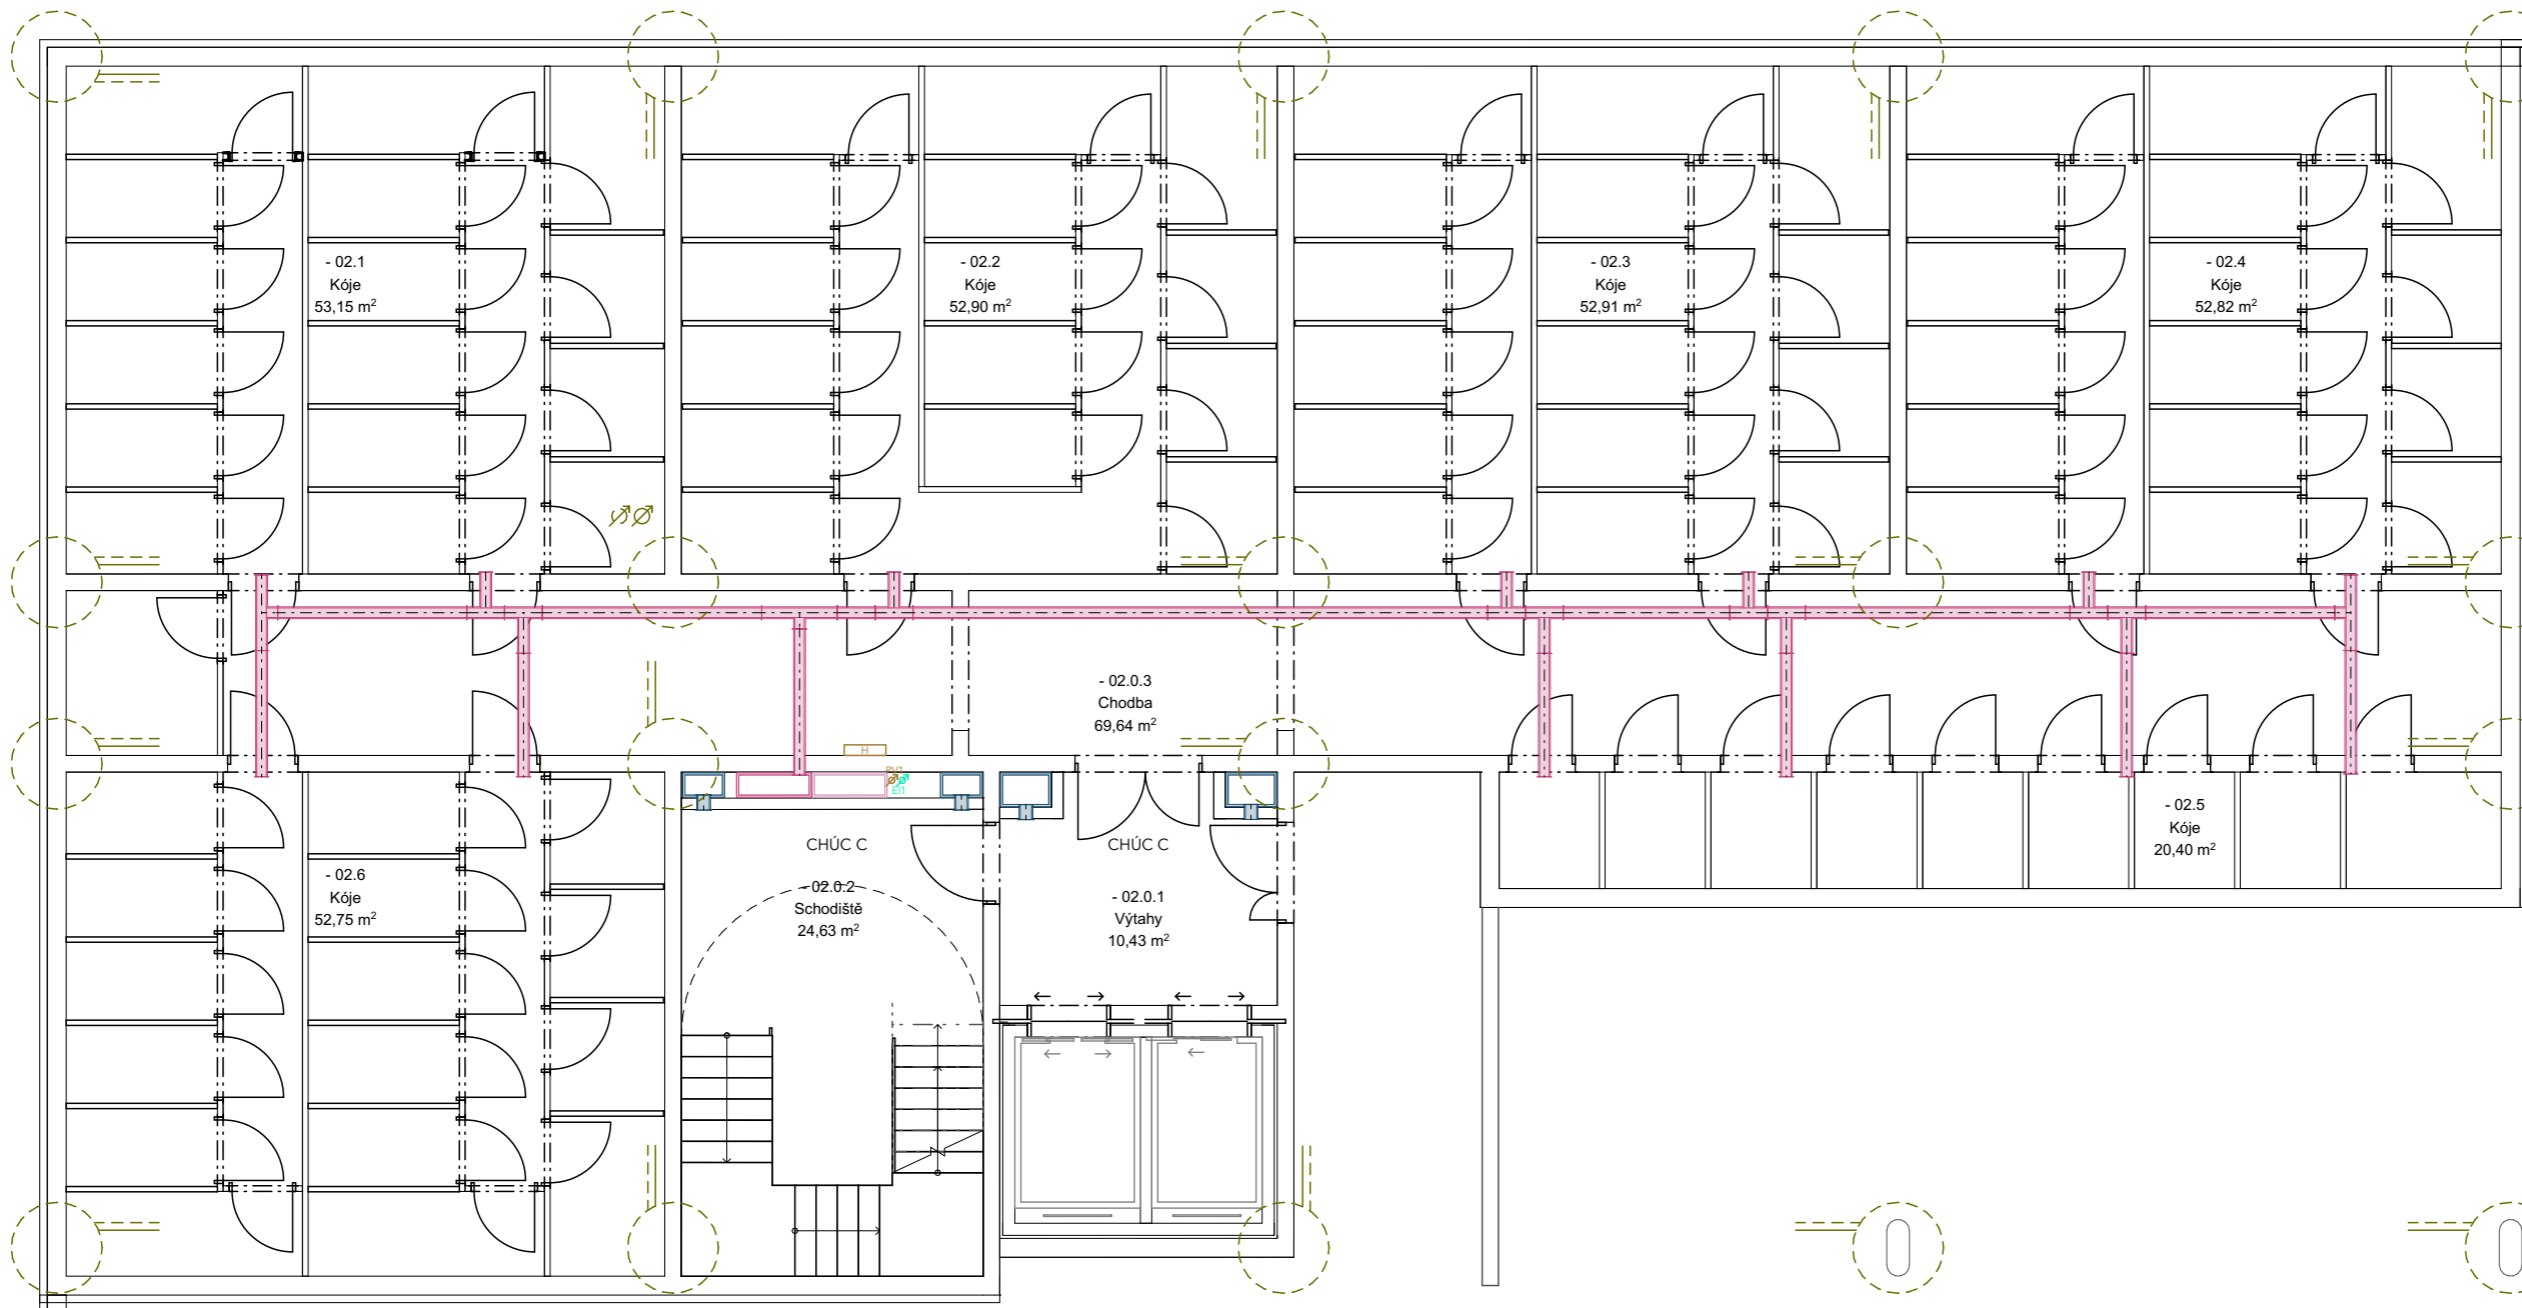 - 02.1
Kóje
53,15 m²
- 02.2
Kóje
52,90 m²
- 02.3
Kóje
52,91 m²
- 02.4
Kóje
52,82 m²
- 02.0.3
Chodba
69,64 m²
H
EI1
- 02.5
Kóje
20,40 m²
CHÚC C
CHÚC C
- 02.6
Kóje
52,75 m²
- 02.0.2
Schodiště
24,63 m²
- 02.0.1
Výtahy
10,43 m²